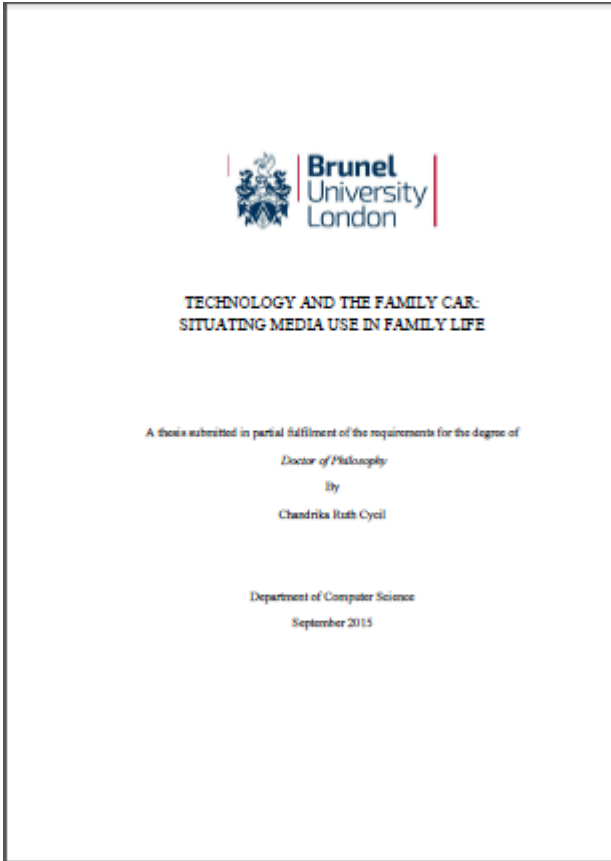 Brunel
University
London
TECHNOLOGY AND THE FAMILY CAR:
SITUATING MEDIA USE IN FAMILY LIFE
A thesis submitted in partial fulfilment of the requirements for the degree of
Doctor of Philosophy
By
Chandrika Ruth Cycil
Department of Computer Science
September 2015